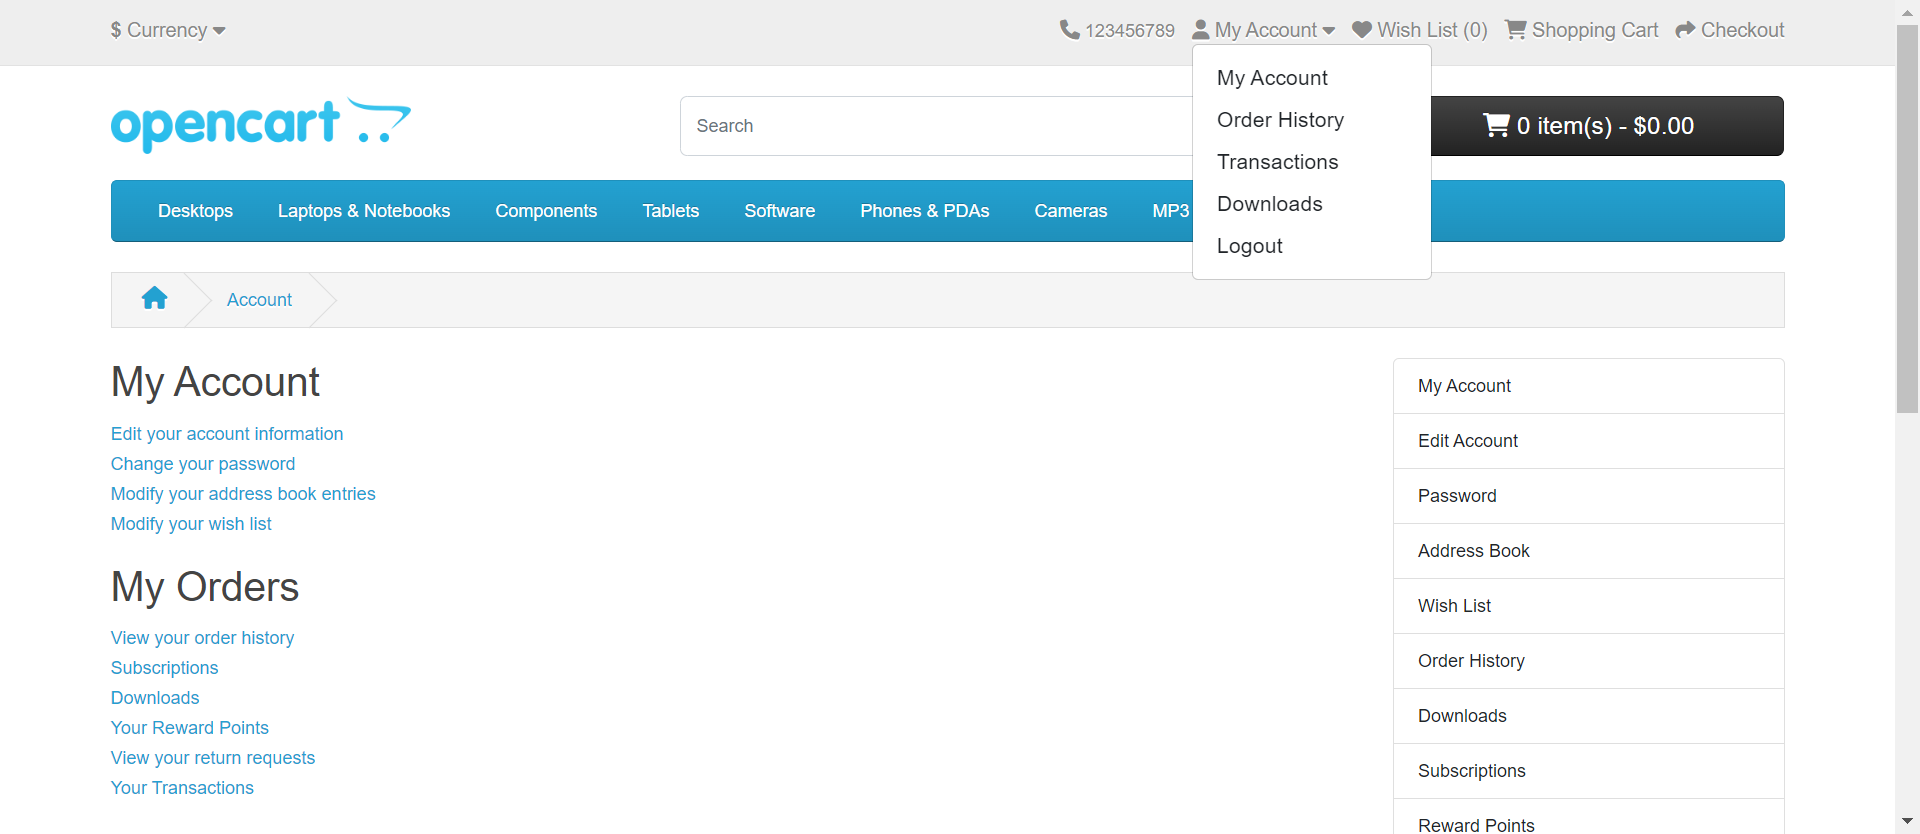 $ Currency
123456789 My Account Wish List (0) Shopping Cart Checkout
My Account
Order History
Transactions
Downloads
Logout
opencart
Search
0 item(s) - $0.00
Desktops Laptops & Notebooks Components Tablets Software Phones & PDAs Cameras MP3
Account
My Account
Edit your account information
Change your password
Modify your address book entries
Modify your wish list
My Orders
View your order history
Subscriptions
Downloads
Your Reward Points
View your return requests
Your Transactions
My Account
Edit Account
Password
Address Book
Wish List
Order History
Downloads
Subscriptions
Reward Points